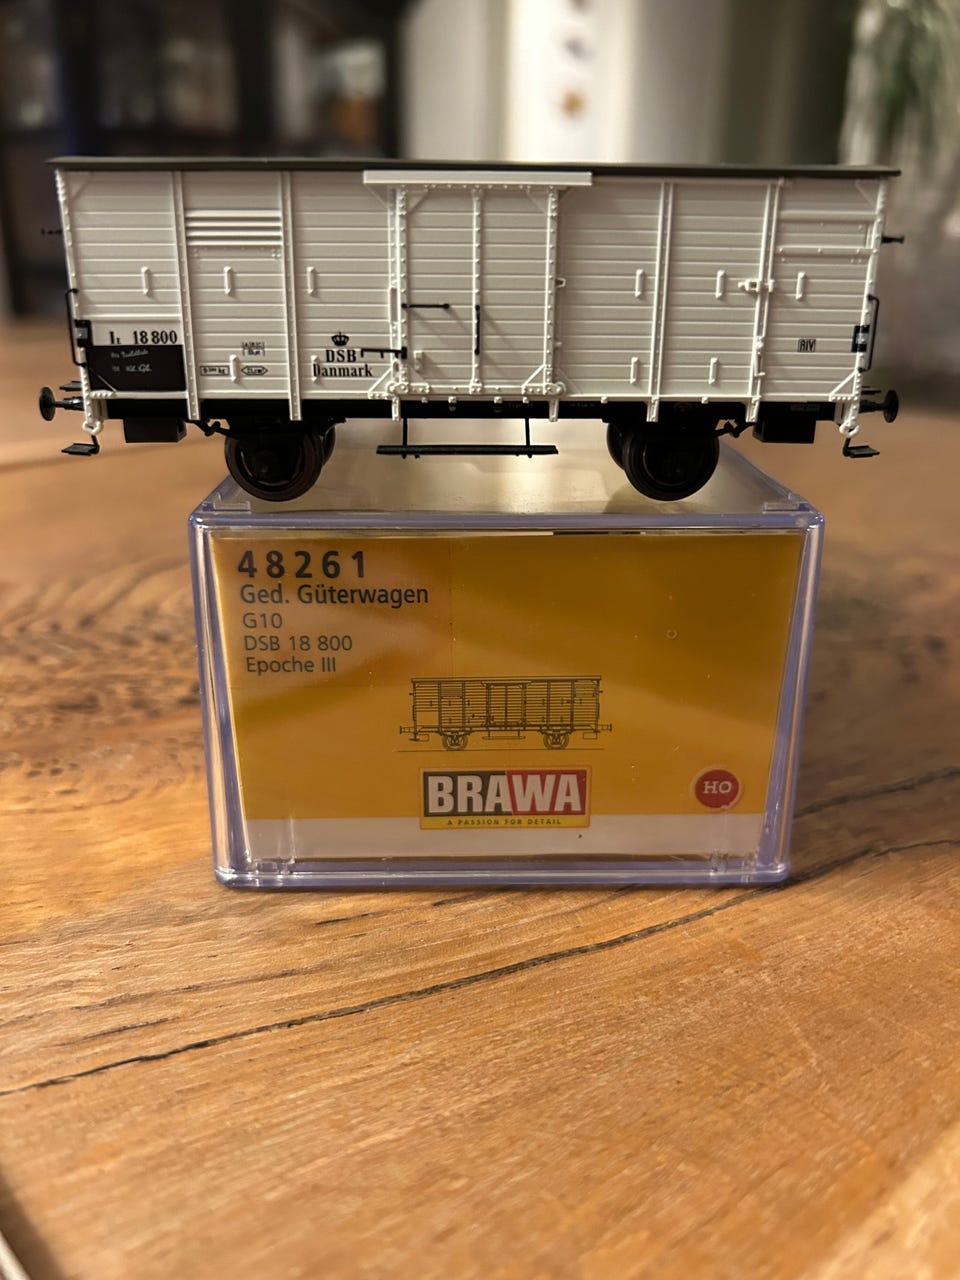 18 800
DSB
Danmark
RIV
48261
Ged. Güterwagen
G10
DSB 18 800
Epoche III
BRAWA
A PASSION FOR DETAIL
HO